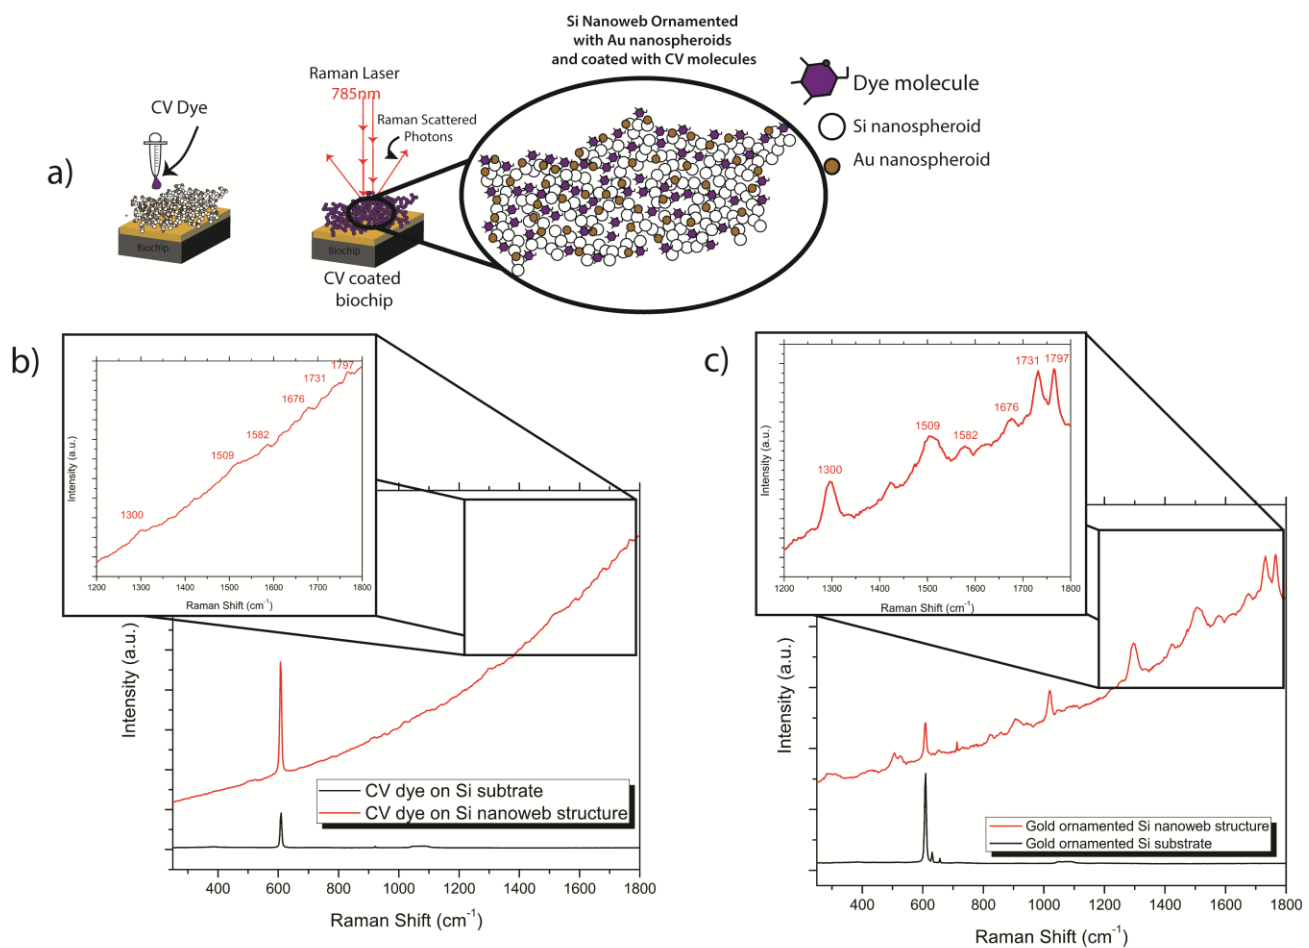 Si Nanoweb Ornamented
with Au nanospheroids
and coated with CV molecules
Raman Laser
785nm
CV Dye
Raman Scattered
Photons
Dye molecule
Si nanospheroid
Au nanospheroid
a)
Biochip
Biochip
CV coated
biochip
b)
1300
1509
1582
1676
1731
1797
Intensity (a.u.)
1200 1300 1400 1500 1600 1700 1800
Raman Shift (cm⁻¹)
Intensity (a.u.)
CV dye on Si subtrate
CV dye on Si nanoweb structure
400 600 800 1000 1200 1400 1600 1800
Raman Shift (cm⁻¹)
c)
1300
1509
1582
1676
1731
1797
Intensity (a.u.)
1200 1300 1400 1500 1600 1700 1800
Raman Shift (cm⁻¹)
Intensity (a.u.)
Gold ornamented Si nanoweb structure
Gold ornamented Si substrate
400 600 800 1000 1200 1400 1600 1800
Raman Shift (cm⁻¹)